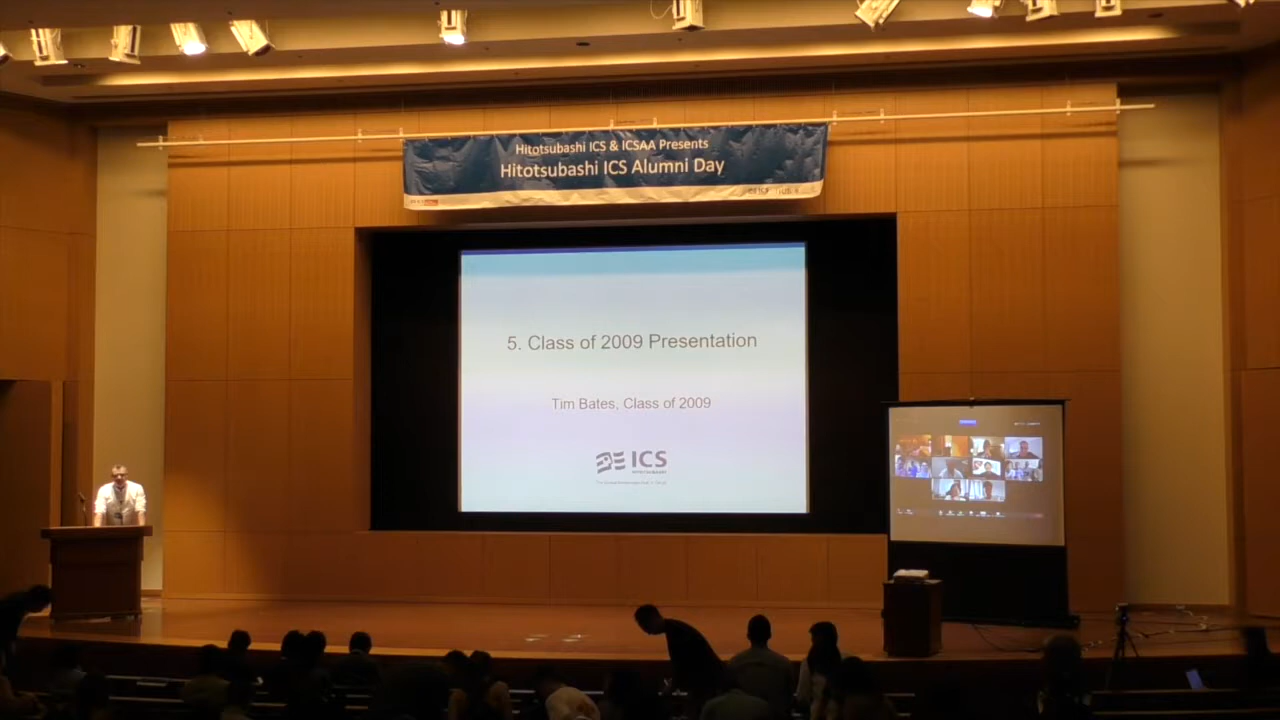 Hitotsubashi ICS & ICSAA Presents
Hitotsubashi ICS Alumni Day
5. Class of 2009 Presentation
Tim Bates, Class of 2009
ICS